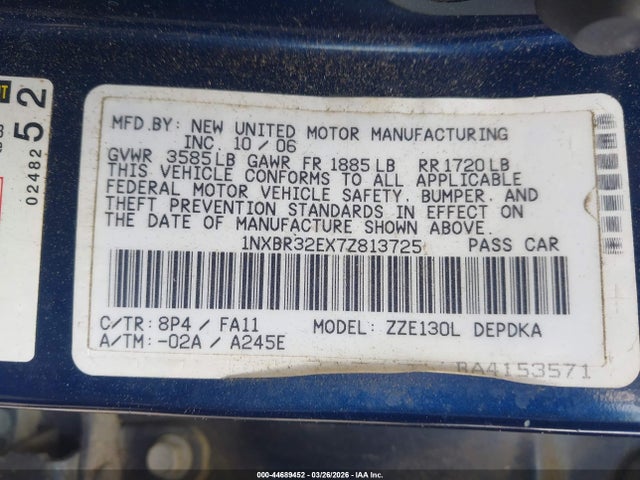 MFD.BY: NEW UNITED MOTOR MANUFACTURING
INC. 10 / 06
GVWR 3585LB GAWR FR 1885LB RR1720LB
THIS VEHICLE CONFORMS TO ALL APPLICABLE
FEDERAL MOTOR VEHICLE SAFETY, BUMPER, AND
THEFT PREVENTION STANDARDS IN EFFECT ON
THE DATE OF MANUFACTURE SHOWN ABOVE.
1NXBR32EX7Z813725 PASS CAR
C/TR: 8P4 / FA11 MODEL: ZZE130L DEPDKA
A/TM: -02A / A245E
RA4153571
02482
52
000-44689452 | 03/26/2026 | IAA Inc.